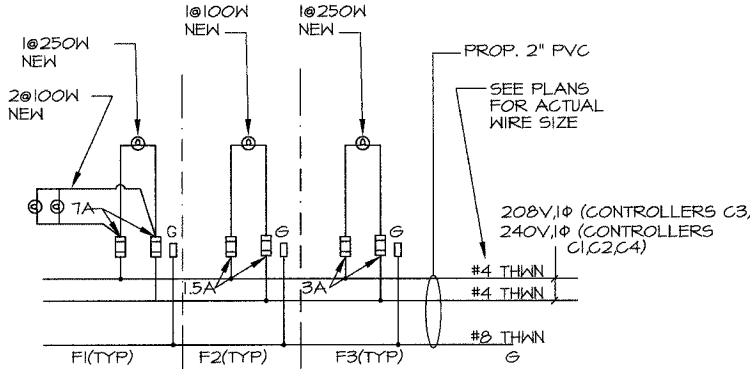 1@100W
NEW
1@250W
NEW
1@250W
NEW
PROP. 2" PVC
2@100W
NEW
SEE PLANS
FOR ACTUAL
WIRE SIZE
7A
G
G
G
208V,1Φ (CONTROLLERS C3,
240V,1Φ (CONTROLLERS
C1,C2,C4)
#4 THWN
1.5A
3A
#4 THWN
#8 THWN
G
F1(TYP)
F2(TYP)
F3(TYP)